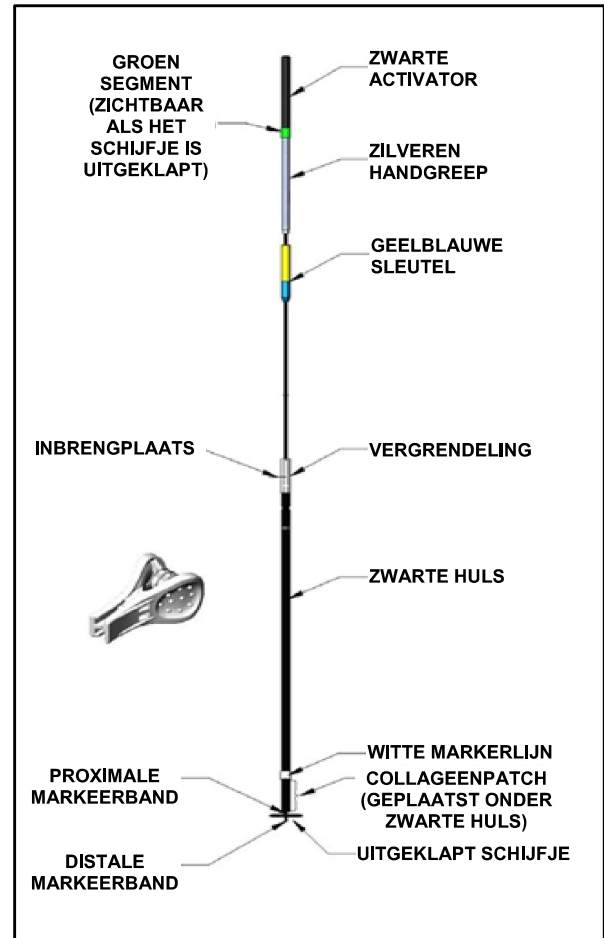 GROEN
SEGMENT
(ZICHTBAAR
ALS HET
SCHIJFJE IS
UITGEKLAPT)
ZWARTE
ACTIVATOR
ZILVEREN
HANDGREEP
GEELBLAUWE
SLEUTEL
INBRENGPLAATS
VERGRENDELING
ZWARTE HULS
WITTE MARKERLIJN
PROXIMALE
MARKEERBAND
COLLAGEENPATCH
(GEPLAATST ONDER
ZWARTE HULS)
UITGEKLAPT SCHIJFJE
DISTALE
MARKEERBAND